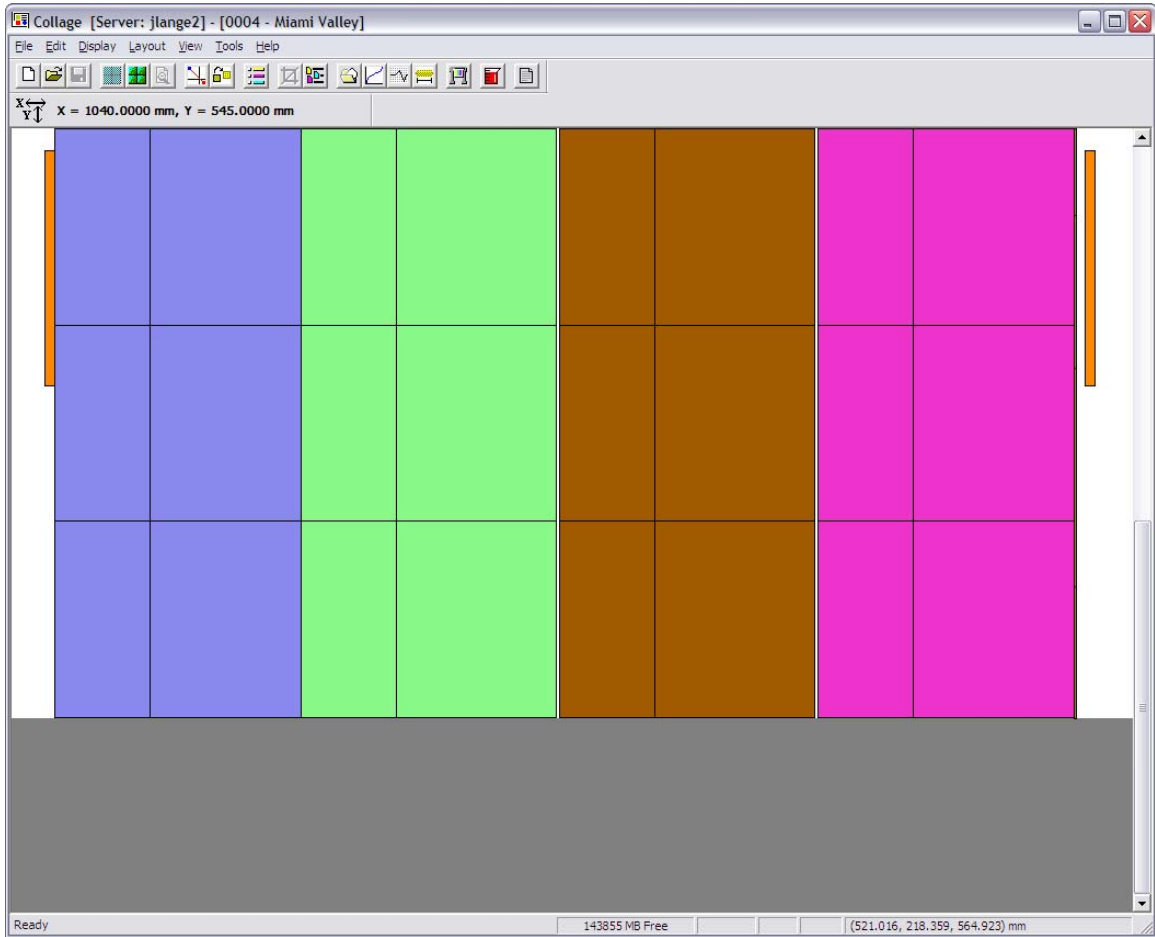 Collage [Server: jlange2] - [0004 - Miami Valley]
File Edit Display Layout View Tools Help
X Y X = 1040.0000 mm, Y = 545.0000 mm
Ready 143855 MB Free (521.016, 218.359, 564.923) mm